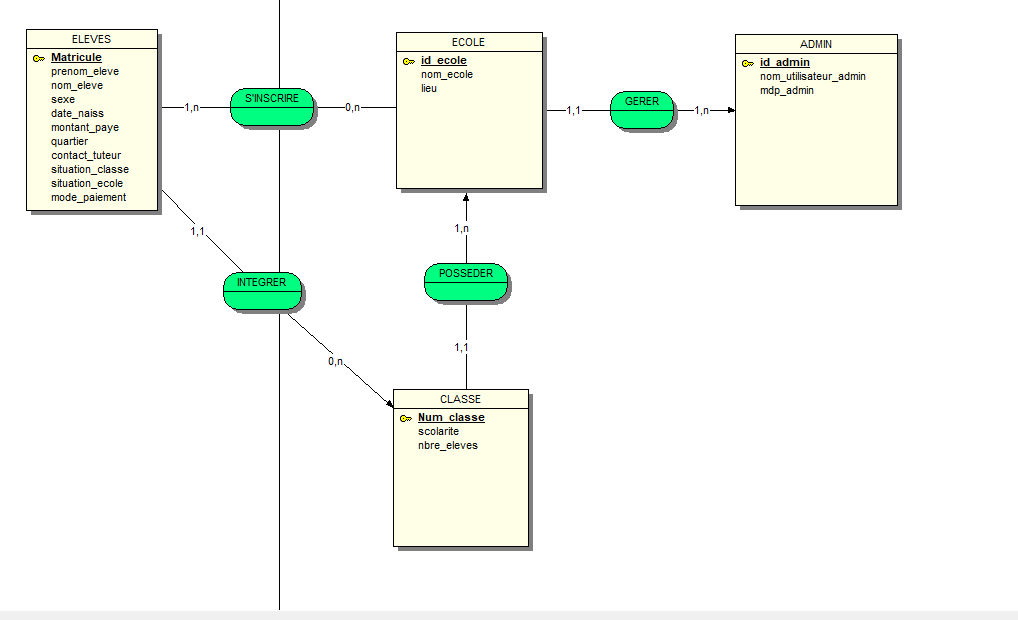 ELEVES
Matricule
prenom_eleve
nom_eleve
sexe
date_naiss
montant_paye
quartier
contact_tuteur
situation_classe
situation_ecole
mode_paiement
1,n
S'INSCRIRE
0,n
ECOLE
id_ecole
nom_ecole
lieu
1,1
GERER
1,n
ADMIN
id_admin
nom_utilisateur_admin
mdp_admin
1,1
INTEGRER
0,n
1,n
POSSEDER
1,1
CLASSE
Num_classe
scolarite
nbre_eleves